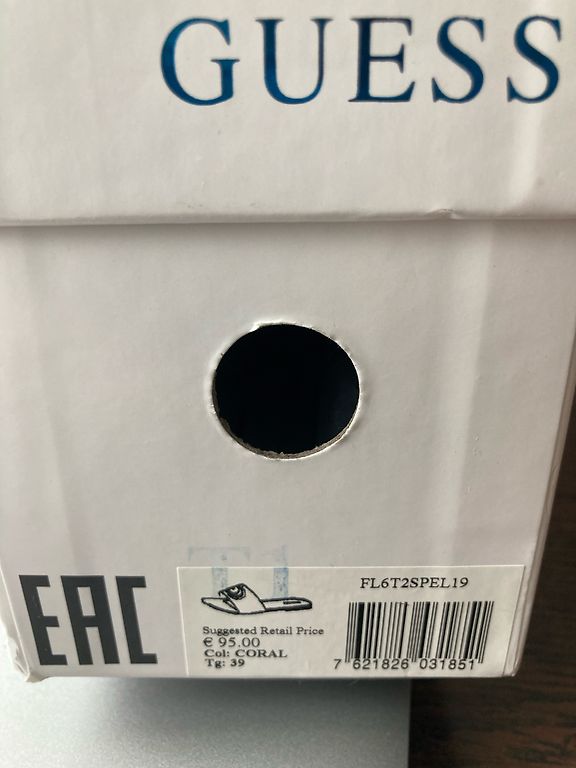 GUESS
EAC
FL6T2SPEL19
Suggested Retail Price
€ 95.00
Col: CORAL
Tg: 39
7 621826 031851